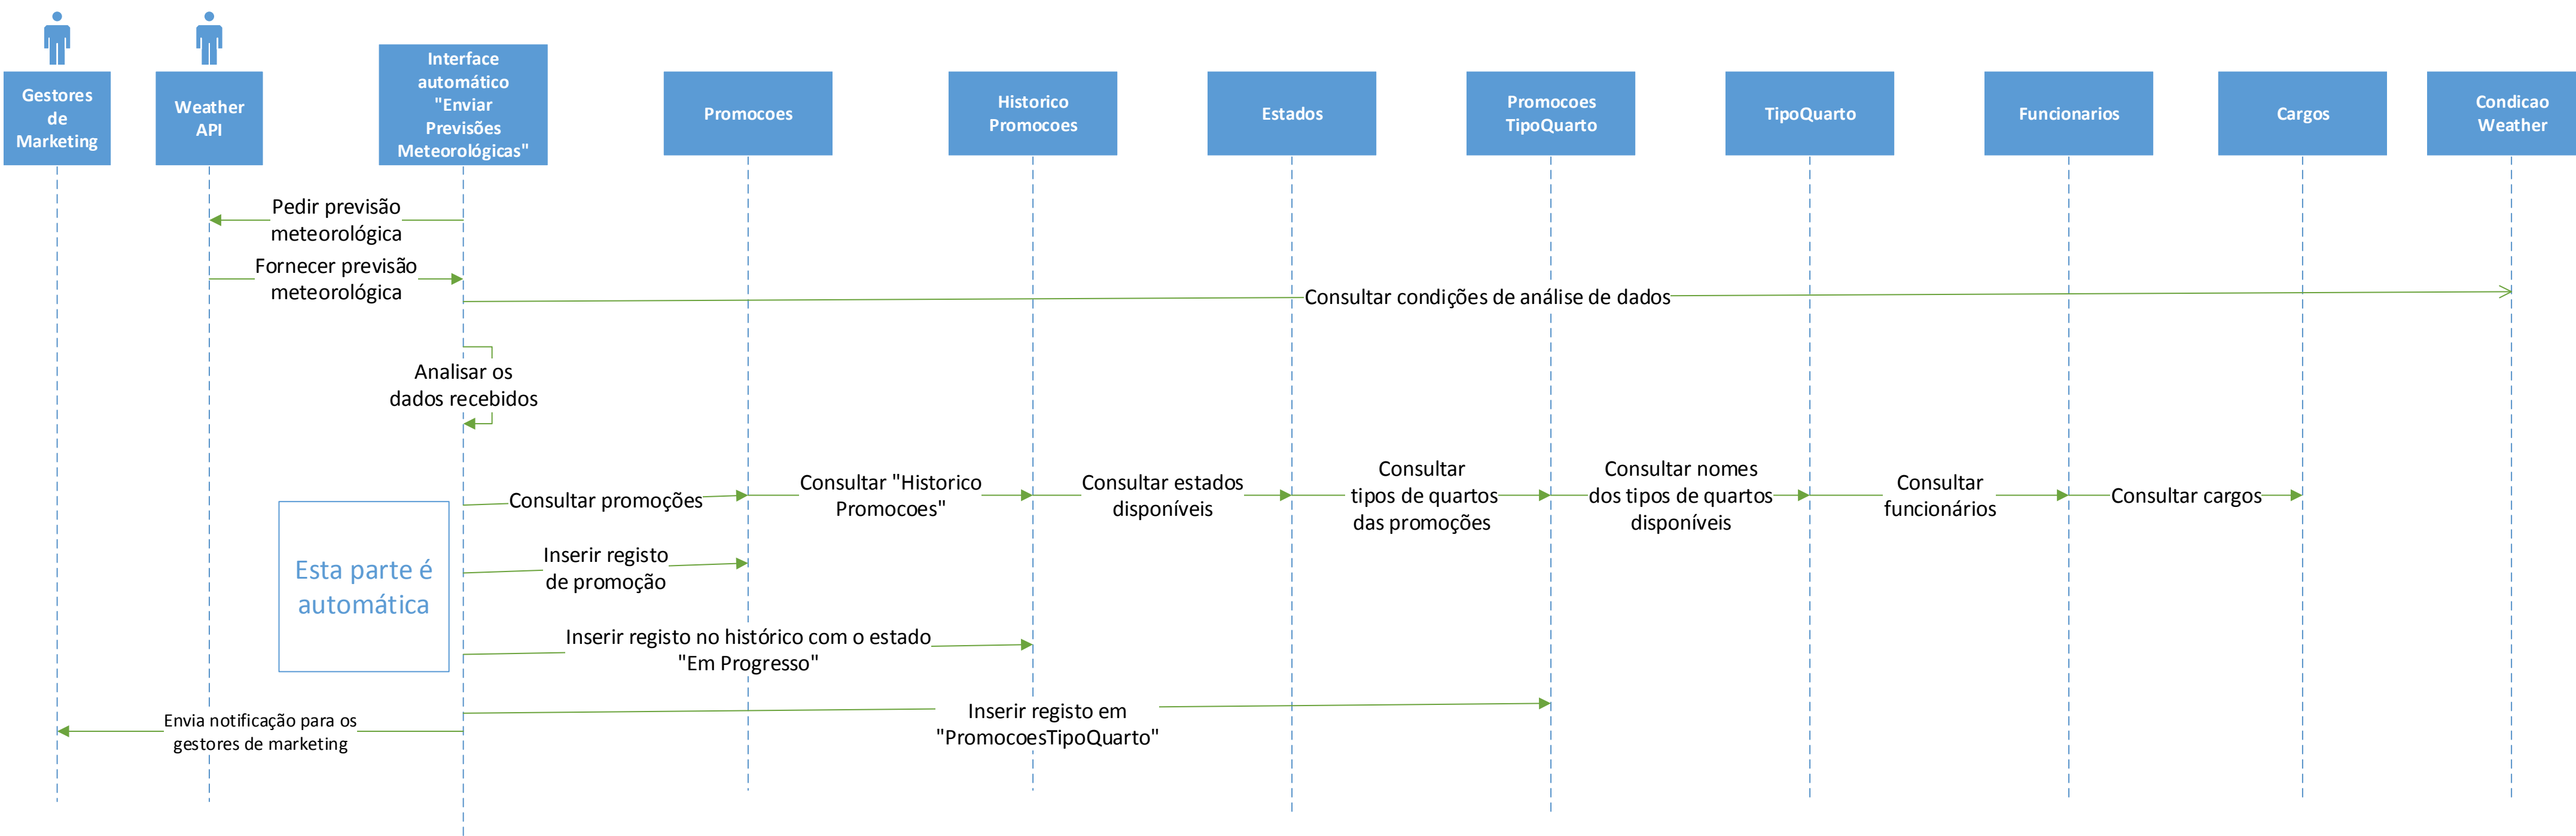 Gestores
de
Marketing
Weather
API
Interface
automático
"Enviar
Previsões
Meteorológicas"
Promocoes
Historico
Promocoes
Estados
Promocoes
TipoQuarto
TipoQuarto
Funcionarios
Cargos
Condicao
Weather
Pedir previsão
meteorológica
Fornecer previsão
meteorológica
Consultar condições de análise de dados
Analisar os
dados recebidos
Consultar promoções
Consultar "Historico
Promocoes"
Consultar estados
disponíveis
Consultar
tipos de quartos
das promoções
Consultar nomes
dos tipos de quartos
disponíveis
Consultar
funcionários
Consultar cargos
Esta parte é
automática
Inserir registo
de promoção
Inserir registo no histórico com o estado
"Em Progresso"
Inserir registo em
"PromocoesTipoQuarto"
Envia notificação para os
gestores de marketing